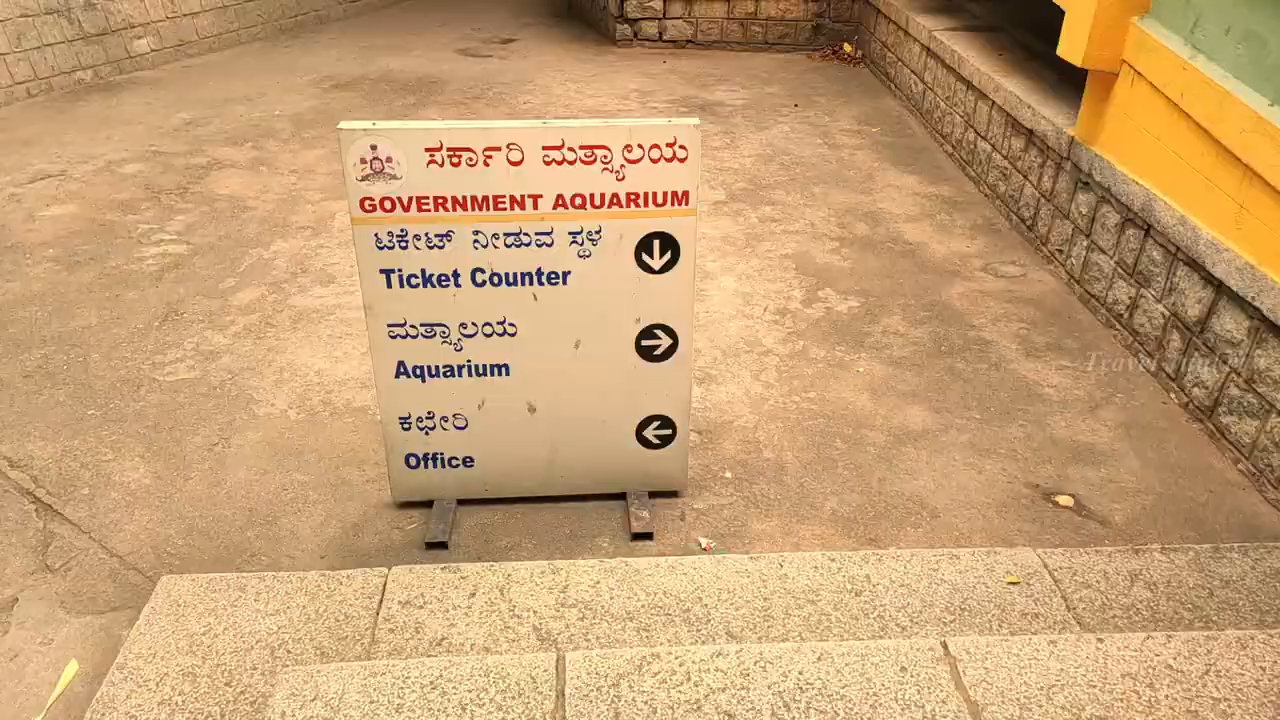 ಸರ್ಕಾರಿ ಮತ್ಸ್ಯಾಲಯ
GOVERNMENT AQUARIUM
ಟಿಕೇಟ್ ನೀಡುವ ಸ್ಥಳ
Ticket Counter
ಮತ್ಸ್ಯಾಲಯ
Aquarium
ಕಛೇರಿ
Office